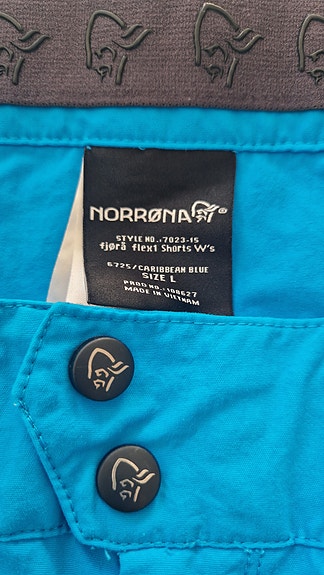 NORRØNA®
STYLE NO.:7023-15
fjørå flex1 Shorts W's
6725/CARIBBEAN BLUE
SIZE L
PROD NO.:108627
MADE IN VIETNAM